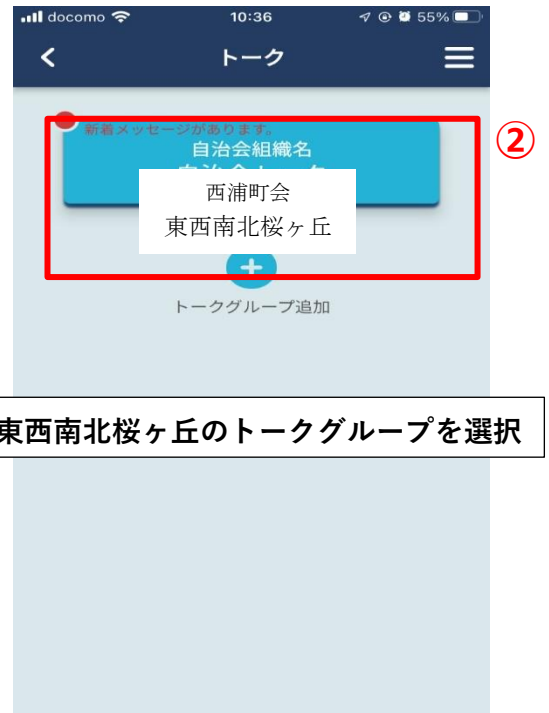 docomo 10:36 55%
トーク
新着メッセージがあります。
②
自治会組織名
西浦町会
東西南北桜ヶ丘
トークグループ追加
東西南北桜ヶ丘のトークグループを選択